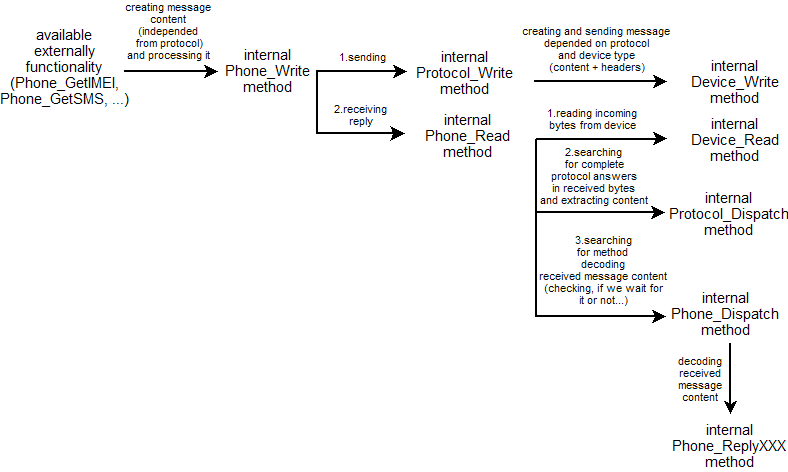 available
externally
functionality
(Phone_GetIMEI,
Phone_GetSMS, ...)
creating message
content
(independed
from protocol)
and processing it
internal
Phone_Write
method
1.sending
2.receiving
reply
internal
Protocol_Write
method
internal
Phone_Read
method
creating and sending message
depended on protocol
and device type
(content + headers)
internal
Device_Write
method
1.reading incoming
bytes from device
internal
Device_Read
method
2.searching
for complete
protocol answers
in received bytes
and extracting content
internal
Protocol_Dispatch
method
3.searching
for method
decoding
received message content
(checking, if we wait for
it or not...)
internal
Phone_Dispatch
method
decoding
received
message
content
internal
Phone_ReplyXXX
method